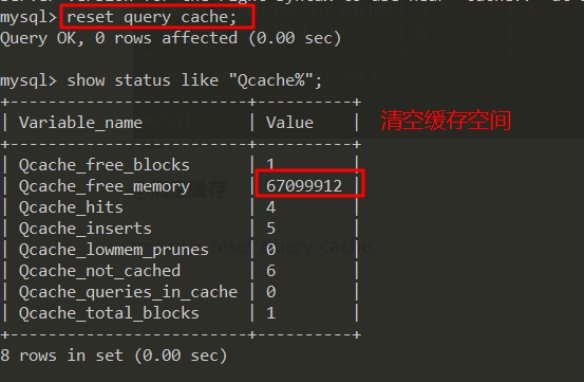 mysql> reset query cache;
Query OK, 0 rows affected (0.00 sec)
mysql> show status like "Qcache%";
+-------------------------+----------+
| Variable_name | Value | 清空缓存空间
+-------------------------+----------+
| Qcache_free_blocks | 1 |
| Qcache_free_memory | 67099912 |
| Qcache_hits | 4 |
| Qcache_inserts | 5 |
| Qcache_lowmem_prunes | 0 |
| Qcache_not_cached | 6 |
| Qcache_queries_in_cache | 0 |
| Qcache_total_blocks | 1 |
+-------------------------+----------+
8 rows in set (0.00 sec)